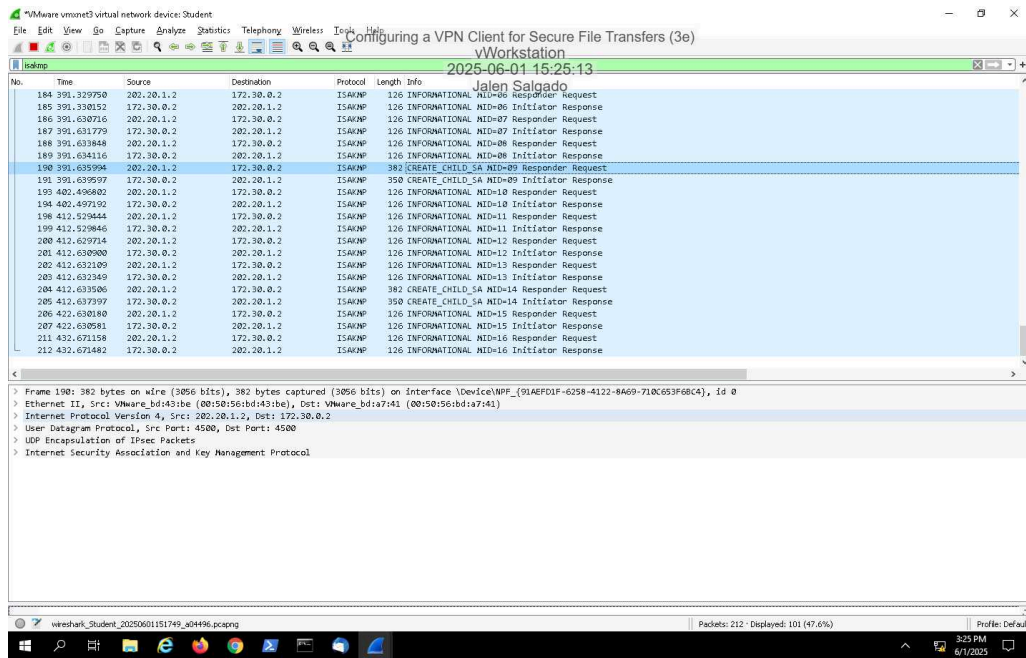 *VMware vmxnet3 virtual network device: Student
File Edit View Go Capture Analyze Statistics Telephony Wireless Tools Help
Configuring a VPN Client for Secure File Transfers (3e)
vWorkstation
2025-06-01 15:25:13
Jalen Salgado
isakmp
No. Time Source Destination Protocol Length Info
184 391.329750 202.20.1.2 172.30.0.2 ISAKMP 126 INFORMATIONAL MID=06 Responder Request
185 391.330152 172.30.0.2 202.20.1.2 ISAKMP 126 INFORMATIONAL MID=06 Initiator Response
186 391.630716 202.20.1.2 172.30.0.2 ISAKMP 126 INFORMATIONAL MID=07 Responder Request
187 391.631779 172.30.0.2 202.20.1.2 ISAKMP 126 INFORMATIONAL MID=07 Initiator Response
188 391.633848 202.20.1.2 172.30.0.2 ISAKMP 126 INFORMATIONAL MID=08 Responder Request
189 391.634116 172.30.0.2 202.20.1.2 ISAKMP 126 INFORMATIONAL MID=08 Initiator Response
190 391.635994 202.20.1.2 172.30.0.2 ISAKMP 382 CREATE_CHILD_SA MID=09 Responder Request
191 391.639597 172.30.0.2 202.20.1.2 ISAKMP 350 CREATE_CHILD_SA MID=09 Initiator Response
193 402.496802 202.20.1.2 172.30.0.2 ISAKMP 126 INFORMATIONAL MID=10 Responder Request
194 402.497192 172.30.0.2 202.20.1.2 ISAKMP 126 INFORMATIONAL MID=10 Initiator Response
198 412.529444 202.20.1.2 172.30.0.2 ISAKMP 126 INFORMATIONAL MID=11 Responder Request
199 412.529846 172.30.0.2 202.20.1.2 ISAKMP 126 INFORMATIONAL MID=11 Initiator Response
200 412.629714 202.20.1.2 172.30.0.2 ISAKMP 126 INFORMATIONAL MID=12 Responder Request
201 412.630900 172.30.0.2 202.20.1.2 ISAKMP 126 INFORMATIONAL MID=12 Initiator Response
202 412.632109 202.20.1.2 172.30.0.2 ISAKMP 126 INFORMATIONAL MID=13 Responder Request
203 412.632349 172.30.0.2 202.20.1.2 ISAKMP 126 INFORMATIONAL MID=13 Initiator Response
204 412.633506 202.20.1.2 172.30.0.2 ISAKMP 382 CREATE_CHILD_SA MID=14 Responder Request
205 412.637397 172.30.0.2 202.20.1.2 ISAKMP 350 CREATE_CHILD_SA MID=14 Initiator Response
206 422.630180 202.20.1.2 172.30.0.2 ISAKMP 126 INFORMATIONAL MID=15 Responder Request
207 422.630581 172.30.0.2 202.20.1.2 ISAKMP 126 INFORMATIONAL MID=15 Initiator Response
211 432.671158 202.20.1.2 172.30.0.2 ISAKMP 126 INFORMATIONAL MID=16 Responder Request
212 432.671482 172.30.0.2 202.20.1.2 ISAKMP 126 INFORMATIONAL MID=16 Initiator Response
Frame 190: 382 bytes on wire (3056 bits), 382 bytes captured (3056 bits) on interface \Device\NPF_{91AEFD1F-6258-4122-8A69-710C653F6BC4}, id 0
Ethernet II, Src: VMware_bd:43:be (00:50:56:bd:43:be), Dst: VMware_bd:a7:41 (00:50:56:bd:a7:41)
Internet Protocol Version 4, Src: 202.20.1.2, Dst: 172.30.0.2
User Datagram Protocol, Src Port: 4500, Dst Port: 4500
UDP Encapsulation of IPsec Packets
Internet Security Association and Key Management Protocol
wireshark_Student_20250601151749_a04496.pcapng Packets: 212 · Displayed: 101 (47.6%) Profile: Defaul
3:25 PM
6/1/2025